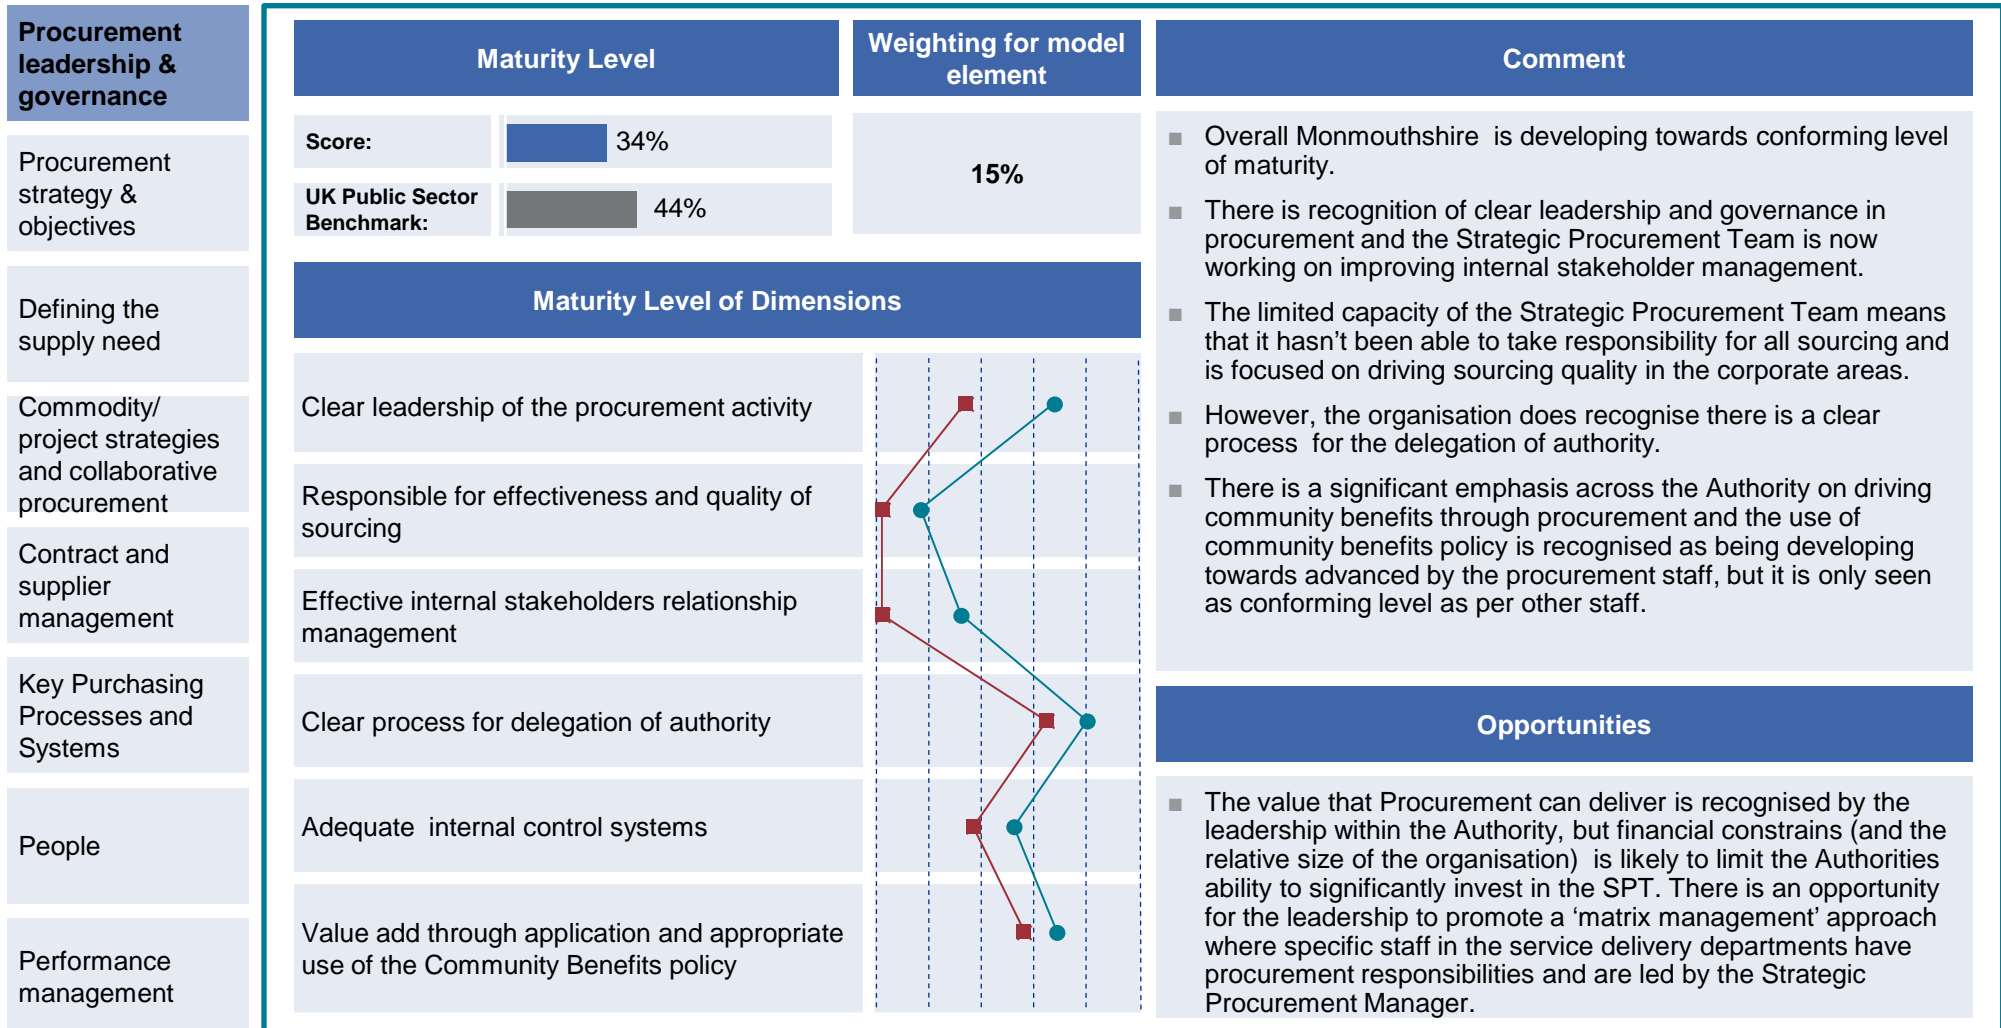 Procurement
leadership &
governance
Procurement
strategy &
objectives
Defining the
supply need
Commodity/
project strategies
and collaborative
procurement
Contract and
supplier
management
Key Purchasing
Processes and
Systems
People
Performance
management
Maturity Level
Weighting for model
element
Score:
34%
UK Public Sector
Benchmark:
44%
15%
Maturity Level of Dimensions
Clear leadership of the procurement activity
Responsible for effectiveness and quality of
sourcing
Effective internal stakeholders relationship
management
Clear process for delegation of authority
Adequate  internal control systems
Value add through application and appropriate
use of the Community Benefits policy
Comment
■ Overall Monmouthshire  is developing towards conforming level
of maturity.
■ There is recognition of clear leadership and governance in
procurement and the Strategic Procurement Team is now
working on improving internal stakeholder management.
■ The limited capacity of the Strategic Procurement Team means
that it hasn't been able to take responsibility for all sourcing and
is focused on driving sourcing quality in the corporate areas.
■ However, the organisation does recognise there is a clear
process  for the delegation of authority.
■ There is a significant emphasis across the Authority on driving
community benefits through procurement and the use of
community benefits policy is recognised as being developing
towards advanced by the procurement staff, but it is only seen
as conforming level as per other staff.
Opportunities
■ The value that Procurement can deliver is recognised by the
leadership within the Authority, but financial constrains (and the
relative size of the organisation)  is likely to limit the Authorities
ability to significantly invest in the SPT. There is an opportunity
for the leadership to promote a 'matrix management' approach
where specific staff in the service delivery departments have
procurement responsibilities and are led by the Strategic
Procurement Manager.